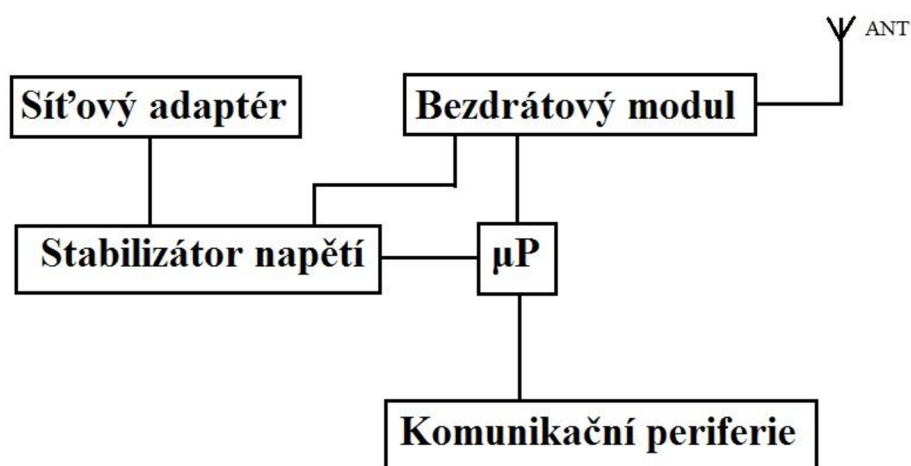 ANT
Síťový adaptér
Bezdrátový modul
Stabilizátor napětí
µP
Komunikační periferie